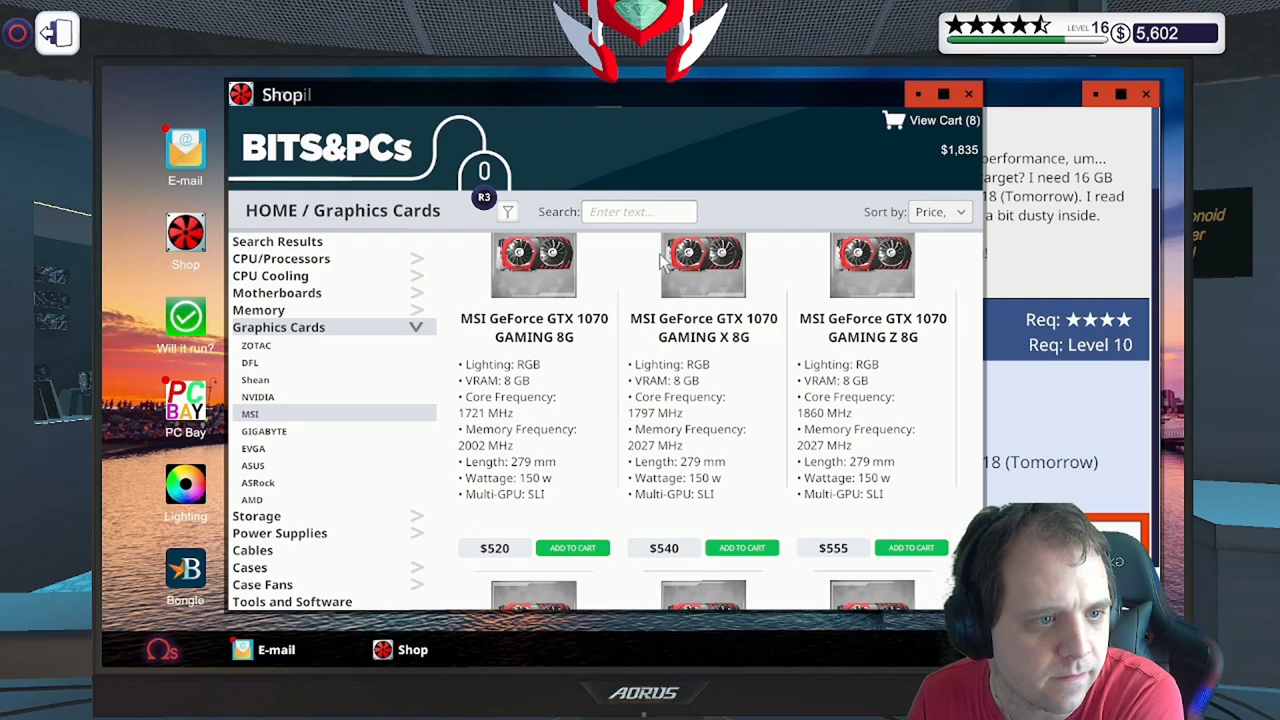 LEVEL 16 $ 5,602
Shop
View Cart (8)
BITS&PCs
$1,835
erformance, um...
arget? I need 16 GB
18 (Tomorrow). I read
a bit dusty inside.
R3
HOME / Graphics Cards
Search: Enter text...
Sort by: Price,
E-mail
Shop
Will it run?
PC BAY
PC Bay
Lighting
Bongle
Search Results
CPU/Processors
CPU Cooling
Motherboards
Memory
Graphics Cards
ZOTAC
DFL
Shean
NVIDIA
MSI
GIGABYTE
EVGA
ASUS
ASRock
AMD
Storage
Power Supplies
Cables
Cases
Case Fans
Tools and Software
MSI GeForce GTX 1070
GAMING 8G
• Lighting: RGB
• VRAM: 8 GB
• Core Frequency:
1721 MHz
• Memory Frequency:
2002 MHz
• Length: 279 mm
• Wattage: 150 w
• Multi-GPU: SLI
$520 ADD TO CART
MSI GeForce GTX 1070
GAMING X 8G
• Lighting: RGB
• VRAM: 8 GB
• Core Frequency:
1797 MHz
• Memory Frequency:
2027 MHz
• Length: 279 mm
• Wattage: 150 w
• Multi-GPU: SLI
$540 ADD TO CART
MSI GeForce GTX 1070
GAMING Z 8G
• Lighting: RGB
• VRAM: 8 GB
• Core Frequency:
1860 MHz
• Memory Frequency:
2027 MHz
• Length: 279 mm
• Wattage: 150 w
• Multi-GPU: SLI
$555 ADD TO CART
Req: ★★★★
Req: Level 10
18 (Tomorrow)
E-mail
Shop
AORUS